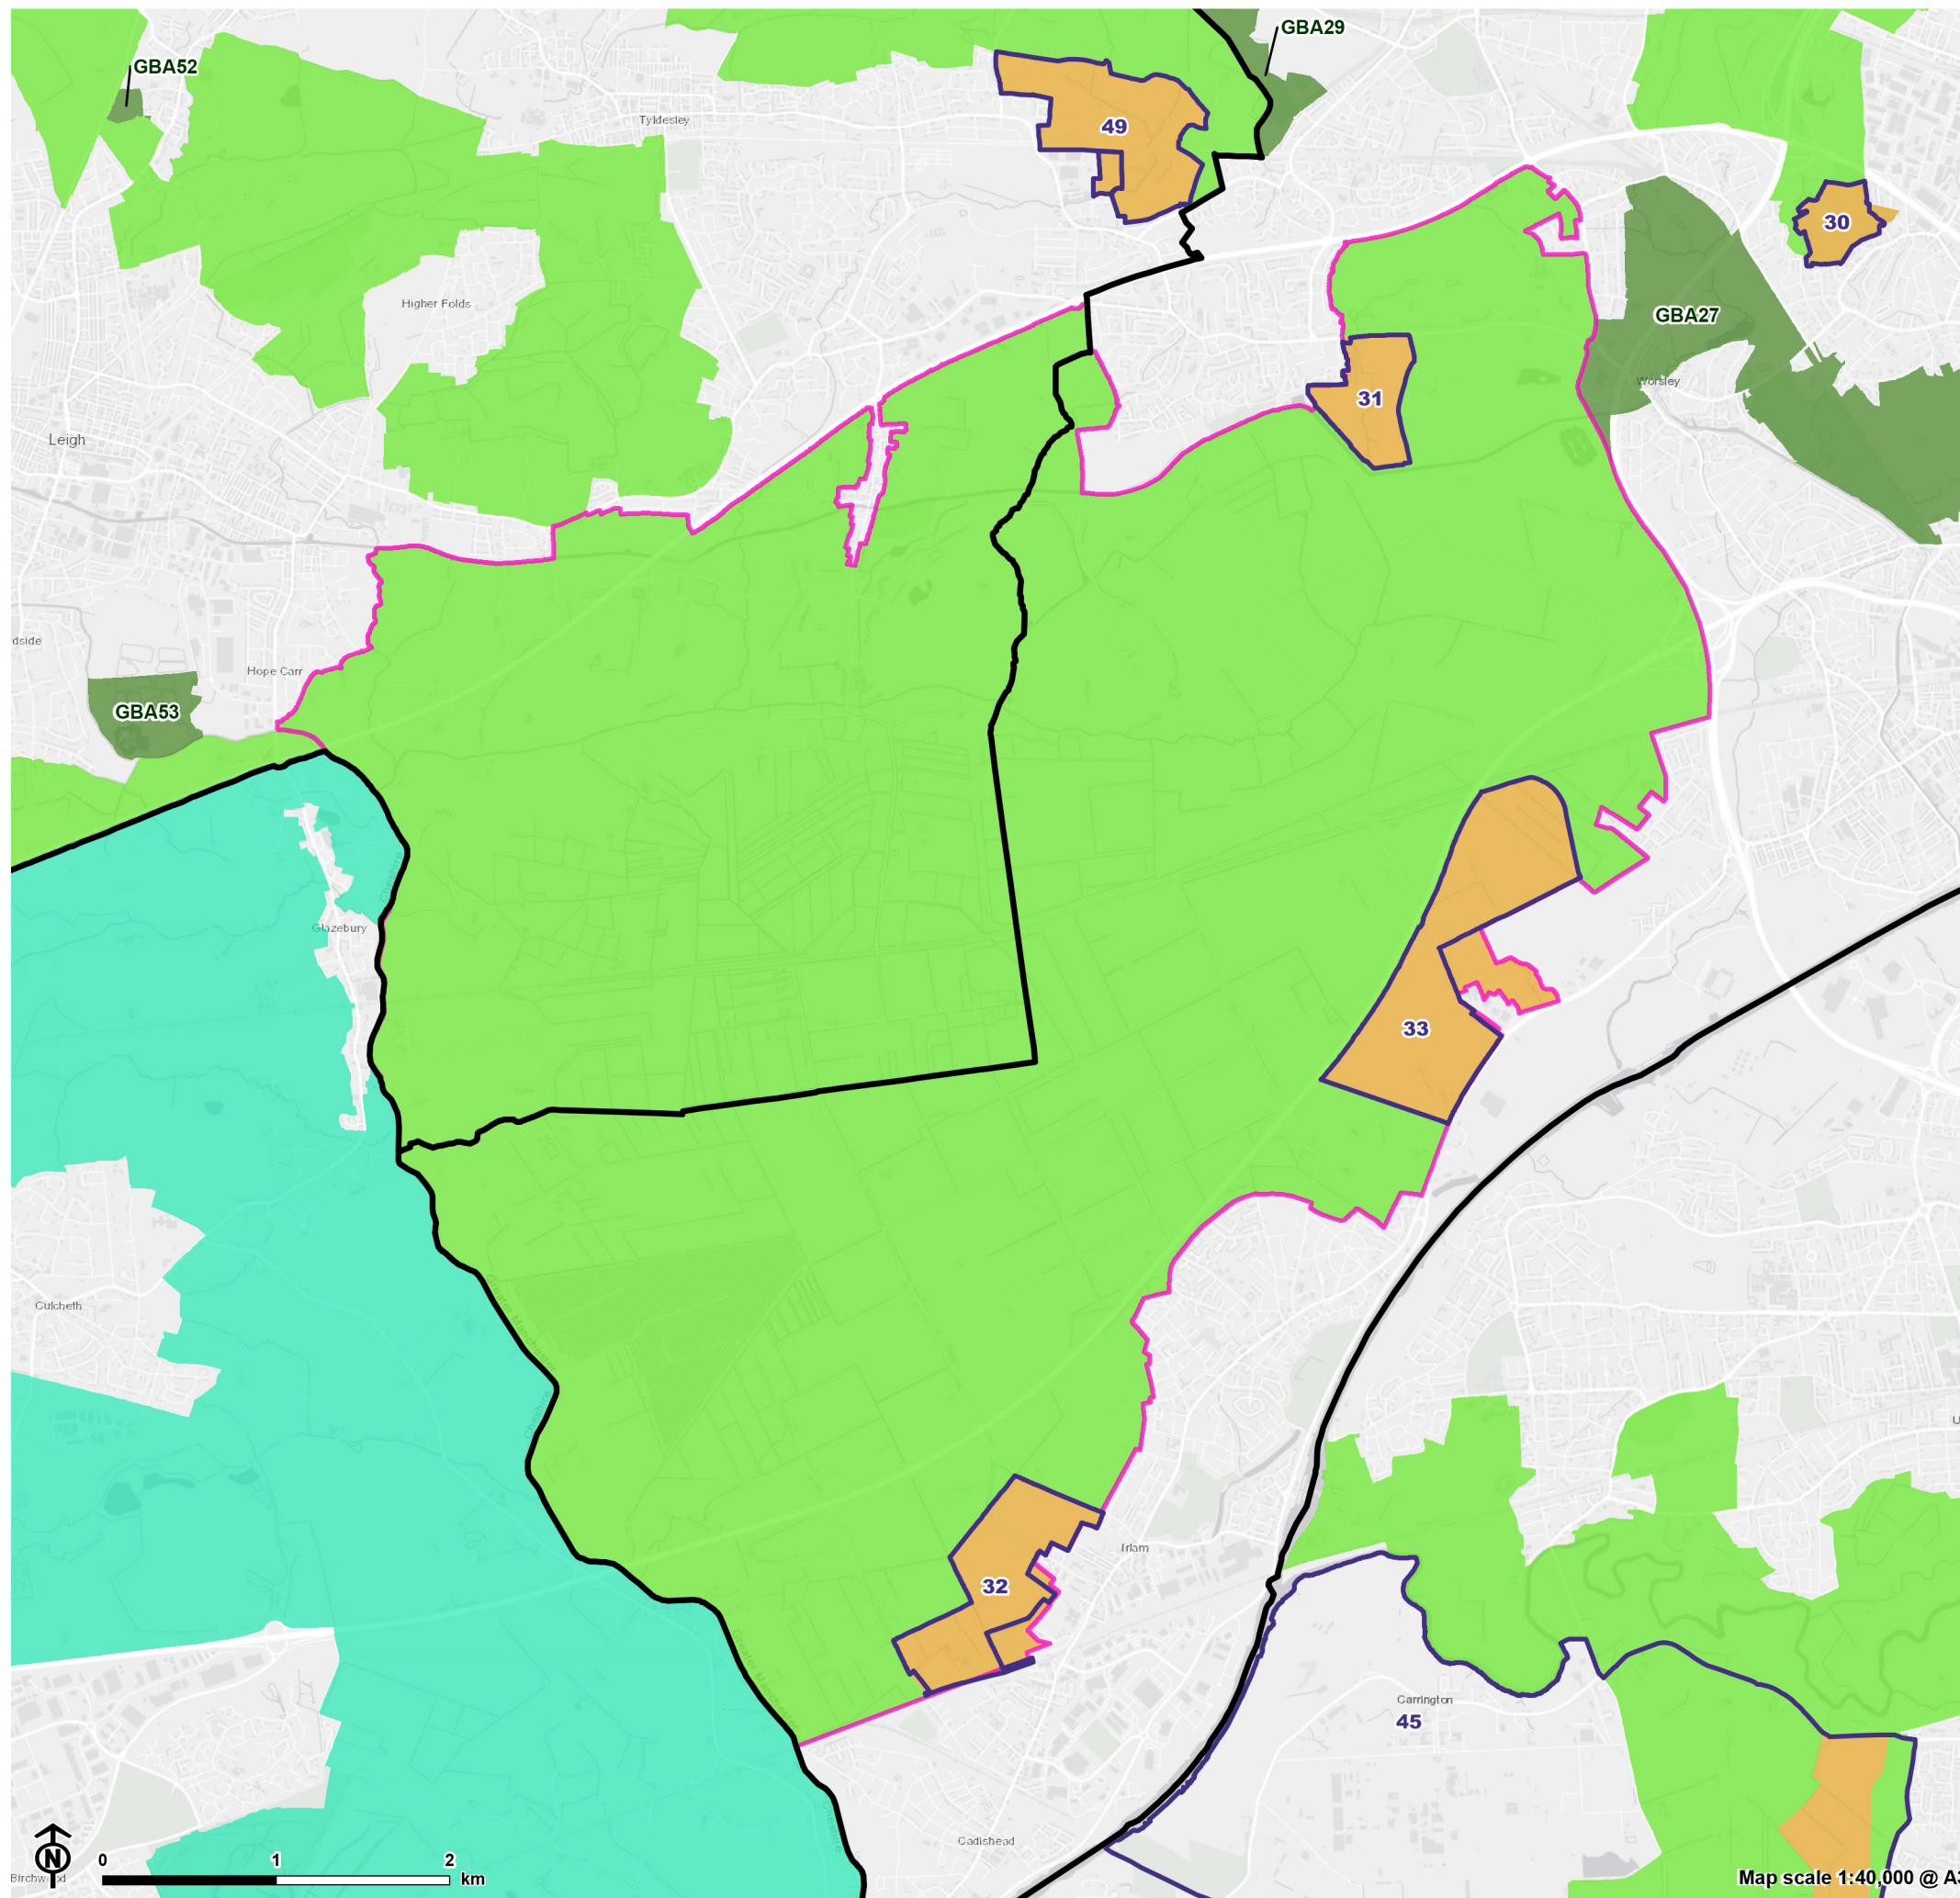 GBA29
GBA52
Tyldesley
49
30
Higher Folds
GBA27
Worsley
31
Leigh
dside
Hope Carr
GBA53
Glazebury
33
Culcheth
Irlam
32
Carrington
45
Cadishead
0 1 2
km
N
Map scale 1:40,000 @ A